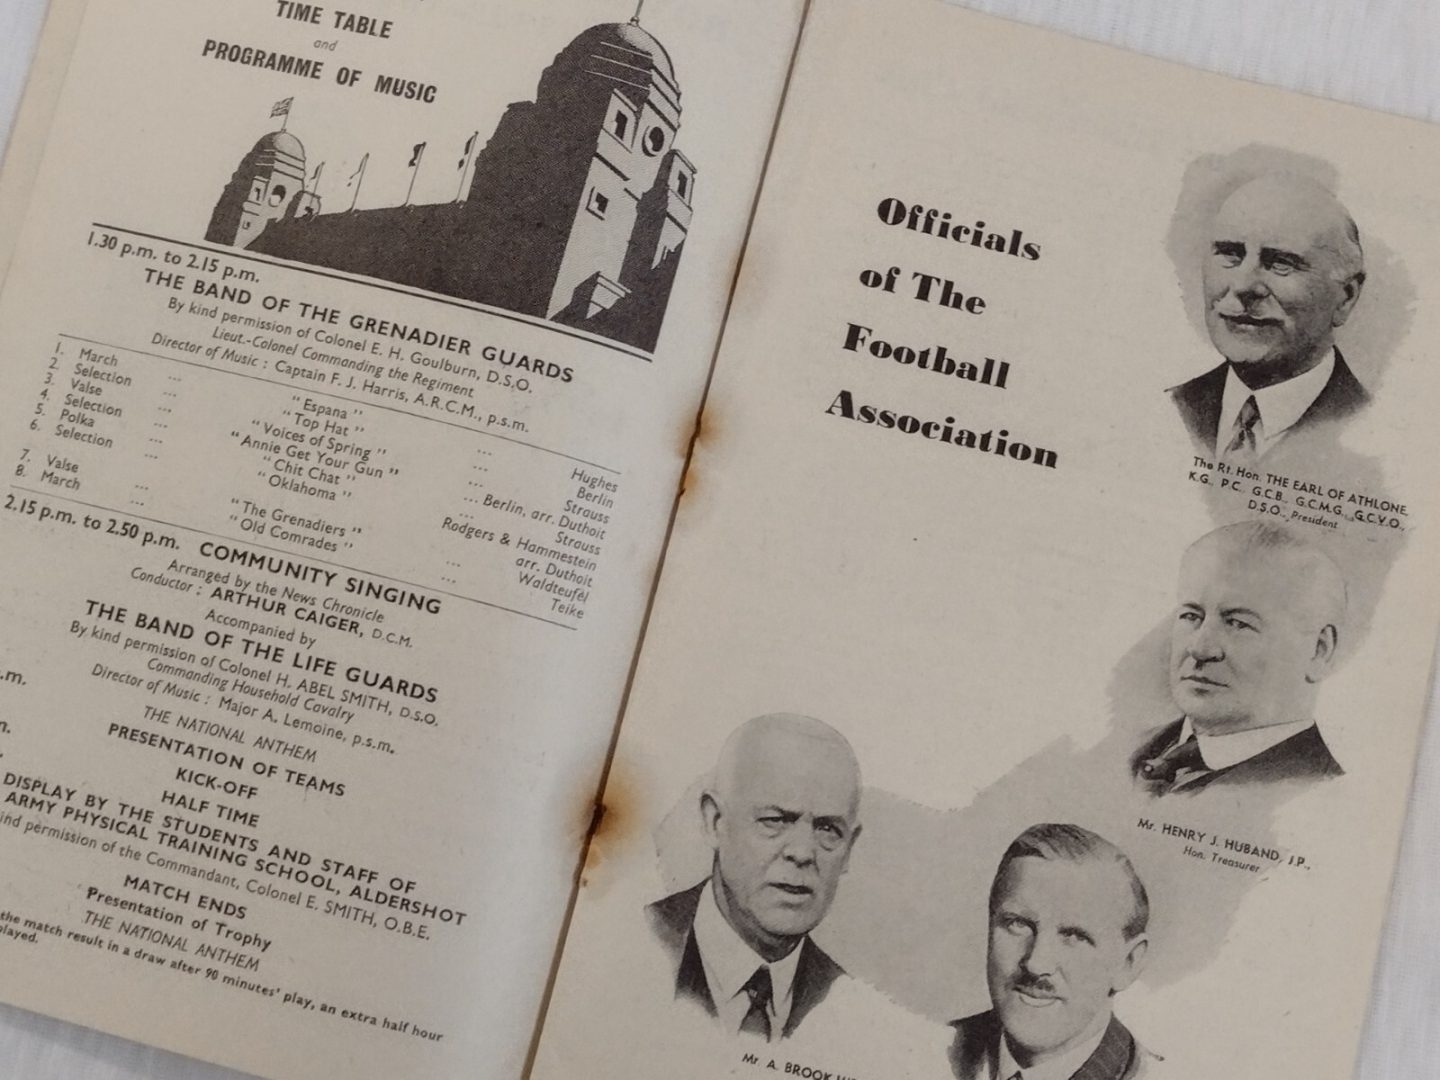 TIME TABLE
and
PROGRAMME OF MUSIC
1.30 p.m. to 2.15 p.m.
THE BAND OF THE GRENADIER GUARDS
By kind permission of Colonel E. H. Goulburn, D.S.O.
Lieut.-Colonel Commanding the Regiment
Director of Music : Captain F. J. Harris, A.R.C.M., p.s.m.
1. March ... "Espana" ... Hughes
2. Selection ... "Top Hat" ... Berlin
3. Valse ... "Voices of Spring" ... Strauss
4. Selection ... "Annie Get Your Gun" ... Berlin, arr. Duthoit
5. Polka ... "Chit Chat" ... Strauss
6. Selection "Oklahoma" Rodgers & Hammestein
arr. Duthoit
7. Valse ... "The Grenadiers" ... Waldteufel
8. March ... "Old Comrades" ... Teike
2.15 p.m. to 2.50 p.m. COMMUNITY SINGING
Arranged by the News Chronicle
Conductor : ARTHUR CAIGER, D.C.M.
Accompanied by
THE BAND OF THE LIFE GUARDS
By kind permission of Colonel H. ABEL SMITH, D.S.O.
Commanding Household Cavalry
Director of Music : Major A. Lemoine, p.s.m.
.m. THE NATIONAL ANTHEM
PRESENTATION OF TEAMS
KICK-OFF
HALF TIME
DISPLAY BY THE STUDENTS AND STAFF OF
ARMY PHYSICAL TRAINING SCHOOL, ALDERSHOT
ind permission of the Commandant, Colonel E. SMITH, O.B.E.
MATCH ENDS
Presentation of Trophy
THE NATIONAL ANTHEM
the match result in a draw after 90 minutes' play, an extra half hour
played.
Officials
of The
Football
Association
The Rt. Hon. THE EARL OF ATHLONE,
K.G., P.C., G.C.B., G.C.M.G., G.C.V.O.,
D.S.O., President
Mr. HENRY J. HUBAND, J.P.,
Hon. Treasurer
Mr. A. BROOK